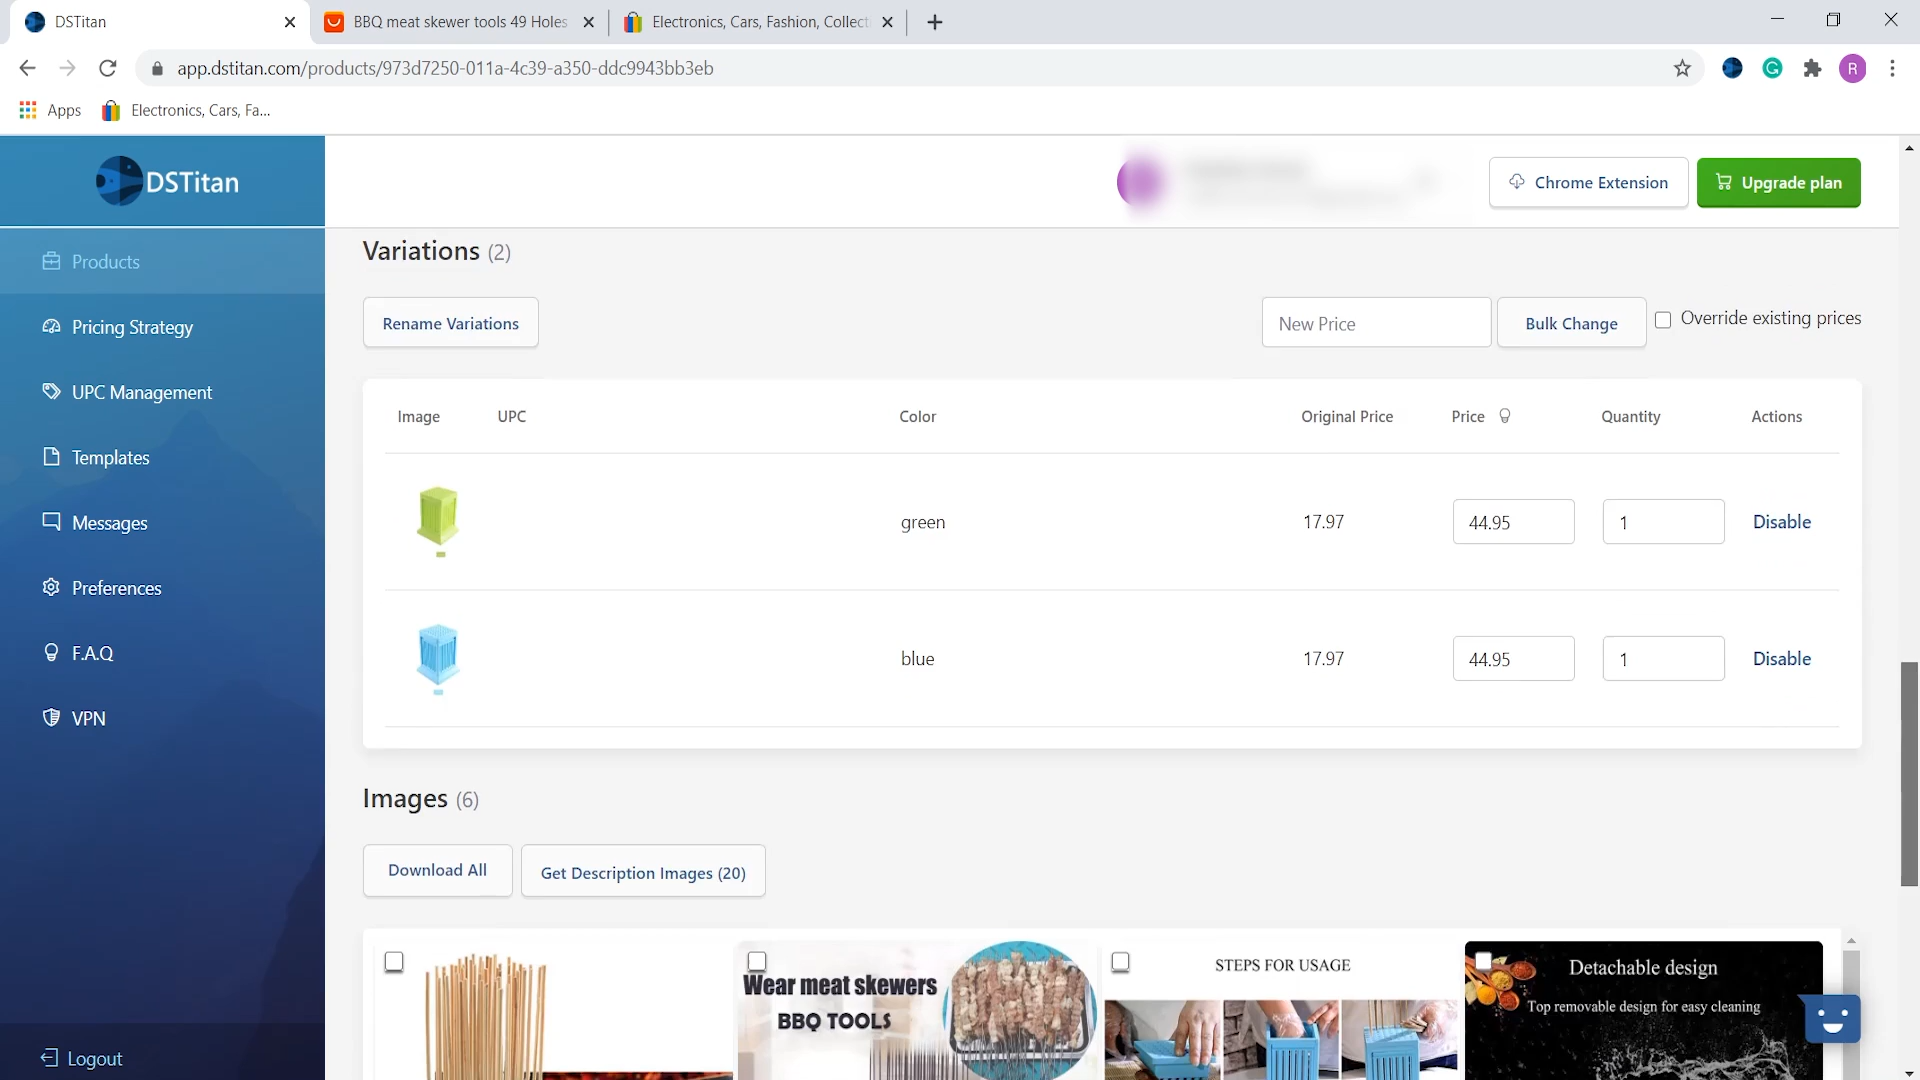 DSTitan
BBQ meat skewer tools 49 Holes
Electronics, Cars, Fashion, Collect
app.dstitan.com/products/973d7250-011a-4c39-a350-ddc9943bb3eb
R
Apps
Electronics, Cars, Fa...
DSTitan
Chrome Extension
Upgrade plan
Products
Pricing Strategy
UPC Management
Templates
Messages
Preferences
F.A.Q
VPN
Logout
Variations (2)
Rename Variations
New Price
Bulk Change
Override existing prices
Image UPC Color Original Price Price Quantity Actions
green 17.97 44.95 1 Disable
blue 17.97 44.95 1 Disable
Images (6)
Download All
Get Description Images (20)
Wear meat skewers
BBQ TOOLS
STEPS FOR USAGE
Detachable design
Top removable design for easy cleaning